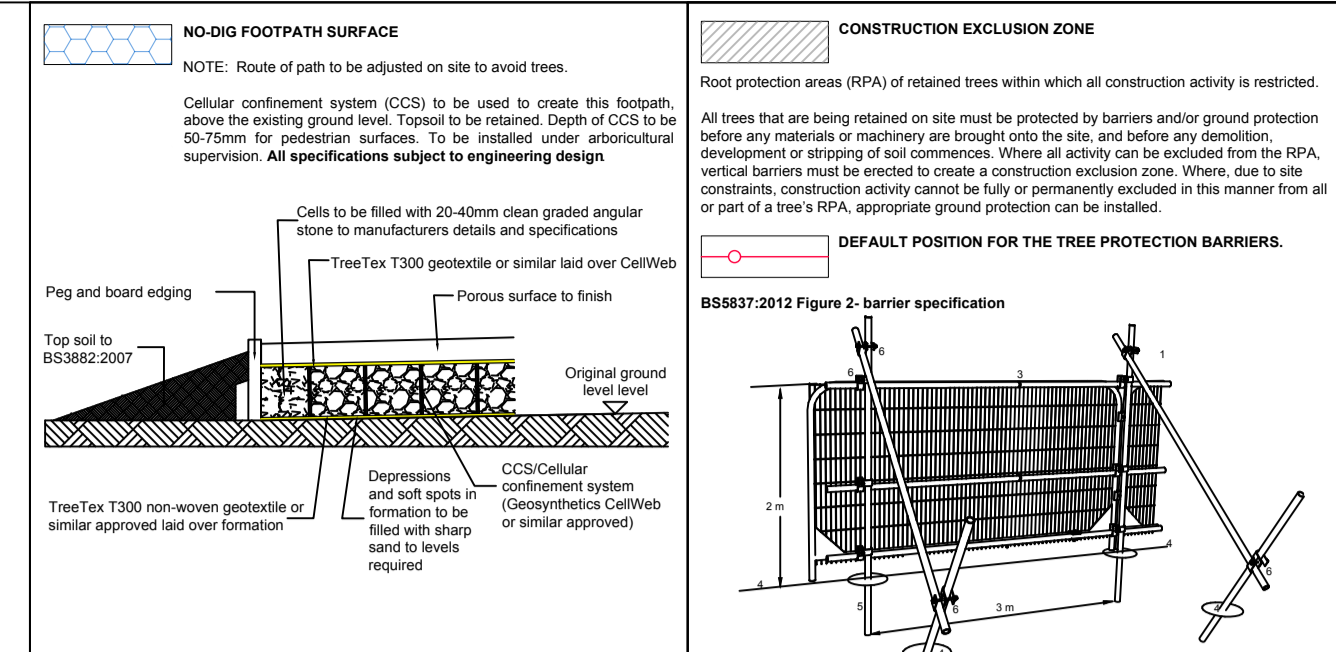 NO-DIG FOOTPATH SURFACE
NOTE: Route of path to be adjusted on site to avoid trees.
Cellular confinement system (CCS) to be used to create this footpath,
above the existing ground level. Topsoil to be retained. Depth of CCS to be
50-75mm for pedestrian surfaces. To be installed under arboricultural
supervision. All specifications subject to engineering design.
Cells to be filled with 20-40mm clean graded angular
stone to manufacturers details and specifications
TreeTex T300 geotextile or similar laid over CellWeb
Peg and board edging
Porous surface to finish
Top soil to
BS3882:2007
Original ground
level level
TreeTex T300 non-woven geotextile or
similar approved laid over formation
Depressions
and soft spots in
formation to be
filled with sharp
sand to levels
required
CCS/Cellular
confinement system
(Geosynthetics CellWeb
or similar approved)
CONSTRUCTION EXCLUSION ZONE
Root protection areas (RPA) of retained trees within which all construction activity is restricted.
All trees that are being retained on site must be protected by barriers and/or ground protection
before any materials or machinery are brought onto the site, and before any demolition,
development or stripping of soil commences. Where all activity can be excluded from the RPA,
vertical barriers must be erected to create a construction exclusion zone. Where, due to site
constraints, construction activity cannot be fully or permanently excluded in this manner from all
or part of a tree's RPA, appropriate ground protection can be installed.
DEFAULT POSITION FOR THE TREE PROTECTION BARRIERS.
BS5837:2012 Figure 2- barrier specification
6
1
6
3
2 m
4
4
6
5
6
3 m
4